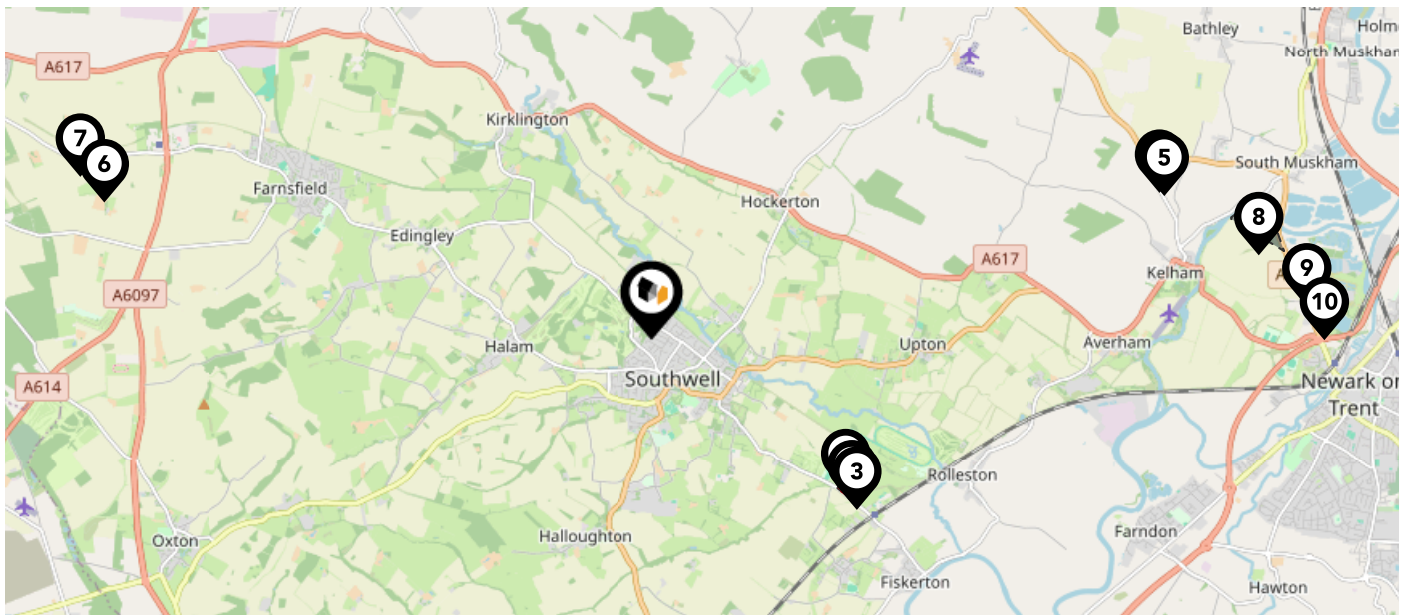 Bathley
Holm
North Muskham
A617
7
6
Kirklington
5
South Muskham
Farnsfield
Hockerton
8
Edingley
A617
Kelham
9
A6097
10
Halam
Upton
Averham
Southwell
A614
Newark on
Trent
3
Rolleston
Oxton
Halloughton
Farndon
Fiskerton
Hawton